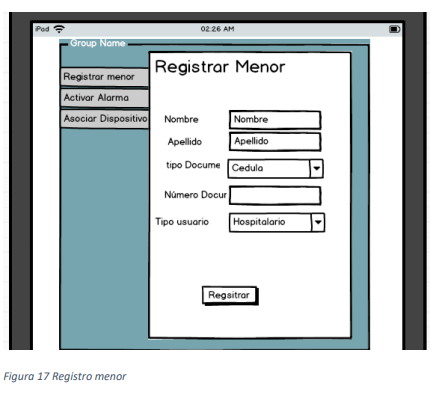 iPad 02:26 AM
Group Name
Registrar menor
Activar Alarma
Asociar Dispositivo
Registrar Menor
Nombre Nombre
Apellido Apellido
tipo Docume Cedula
Número Docur
Tipo usuario Hospitalario
Regsitrar
Figura 17 Registro menor